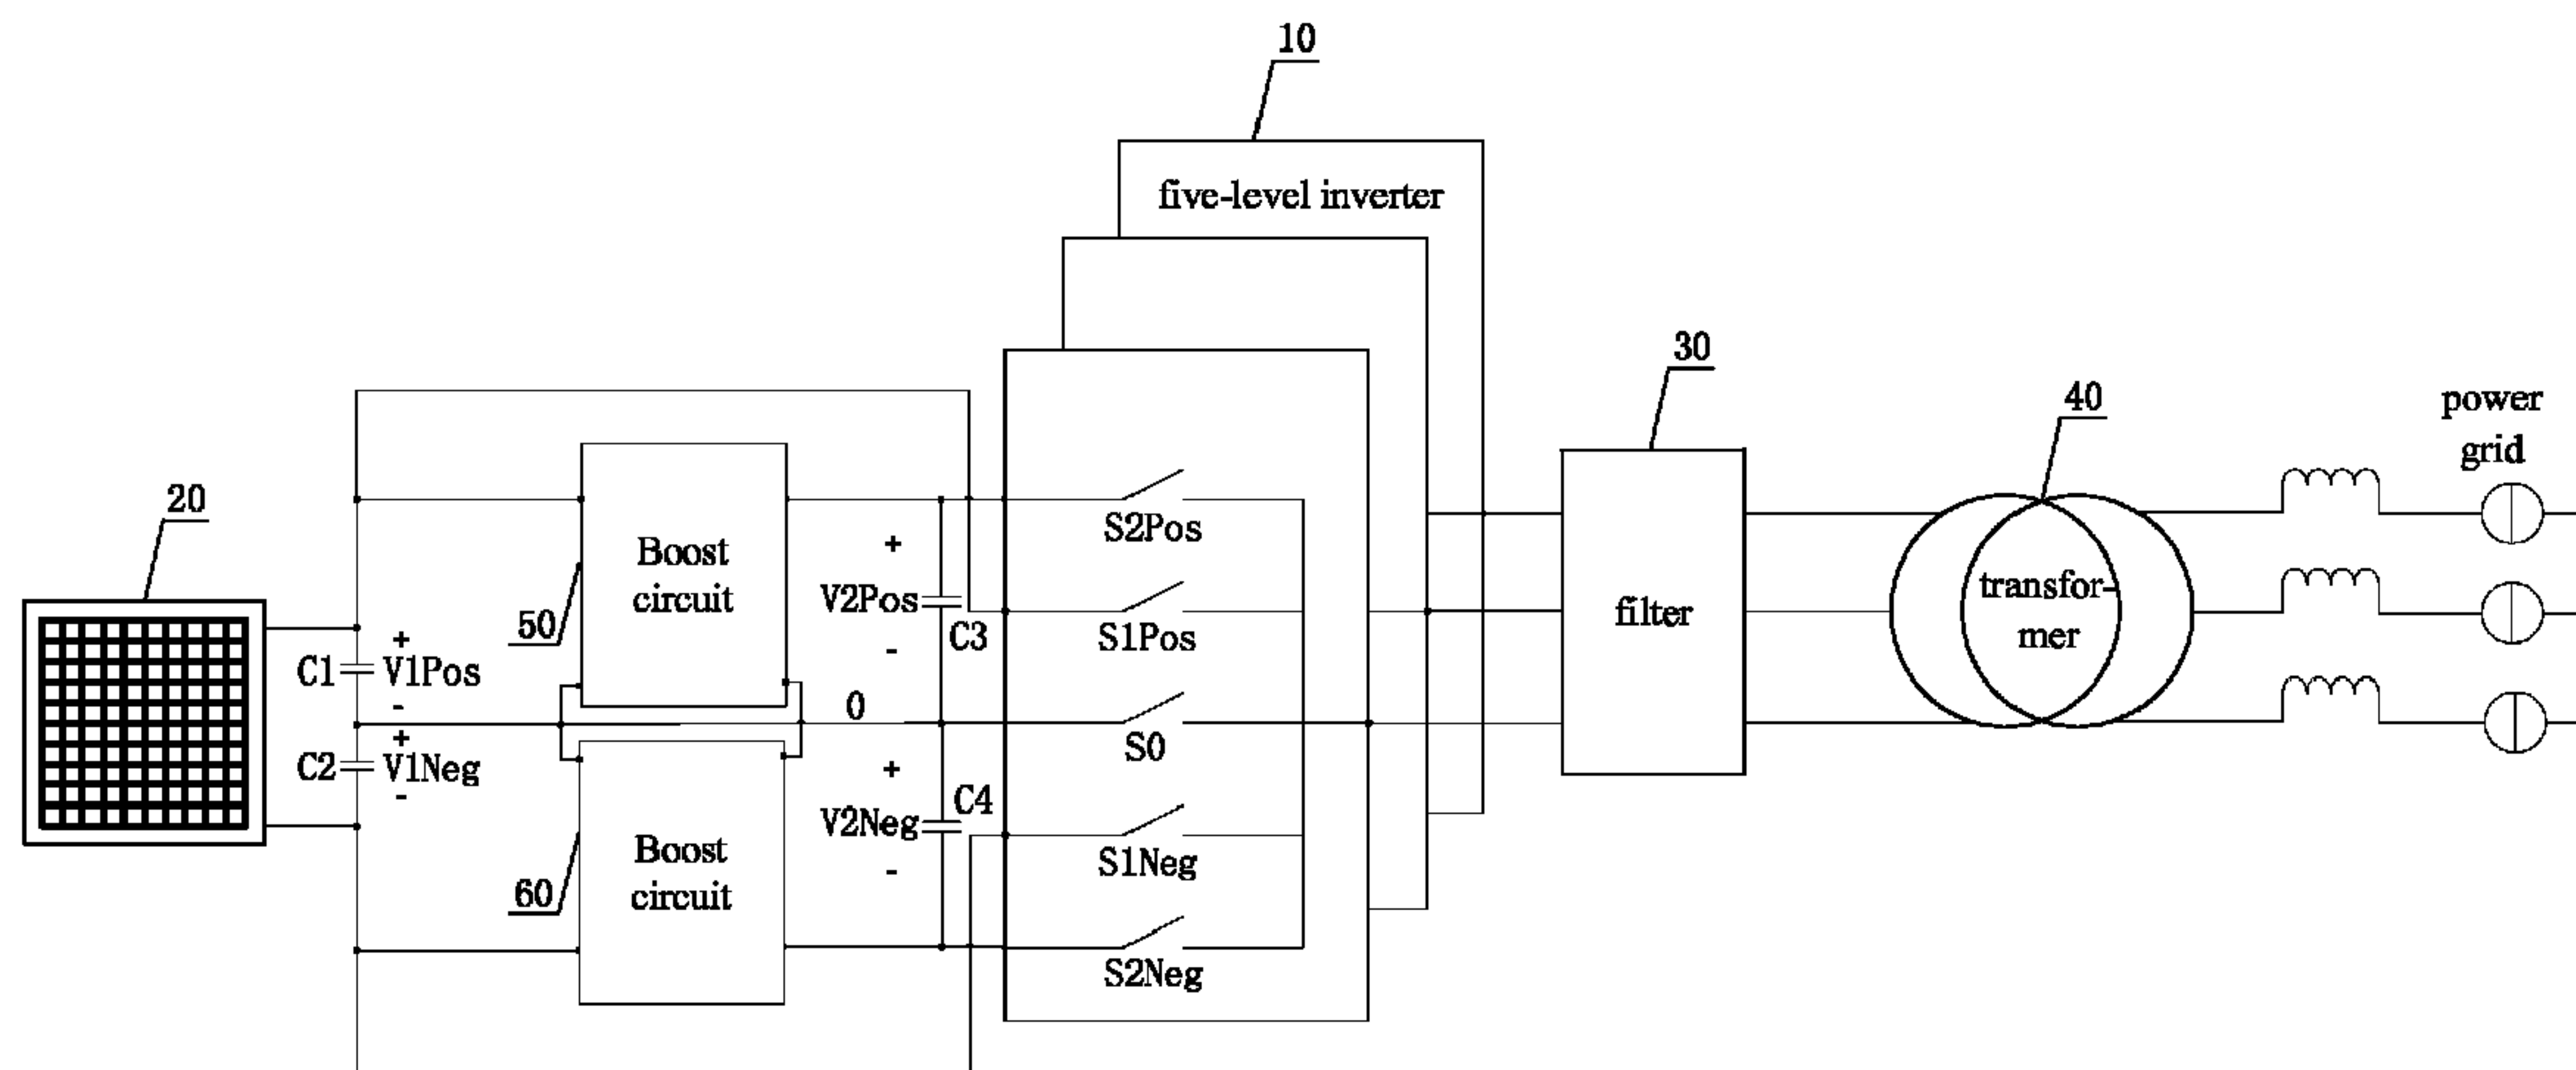 10
five-level inverter
30
40
power
grid
20
S2Pos
+
Boost
circuit
V2Pos
50
C3
-
S1Pos
filter
transfor-
mer
+
C1
V1Pos
-
0
S0
+
C2
V1Neg
-
+
V2Neg
C4
-
S1Neg
Boost
circuit
60
S2Neg